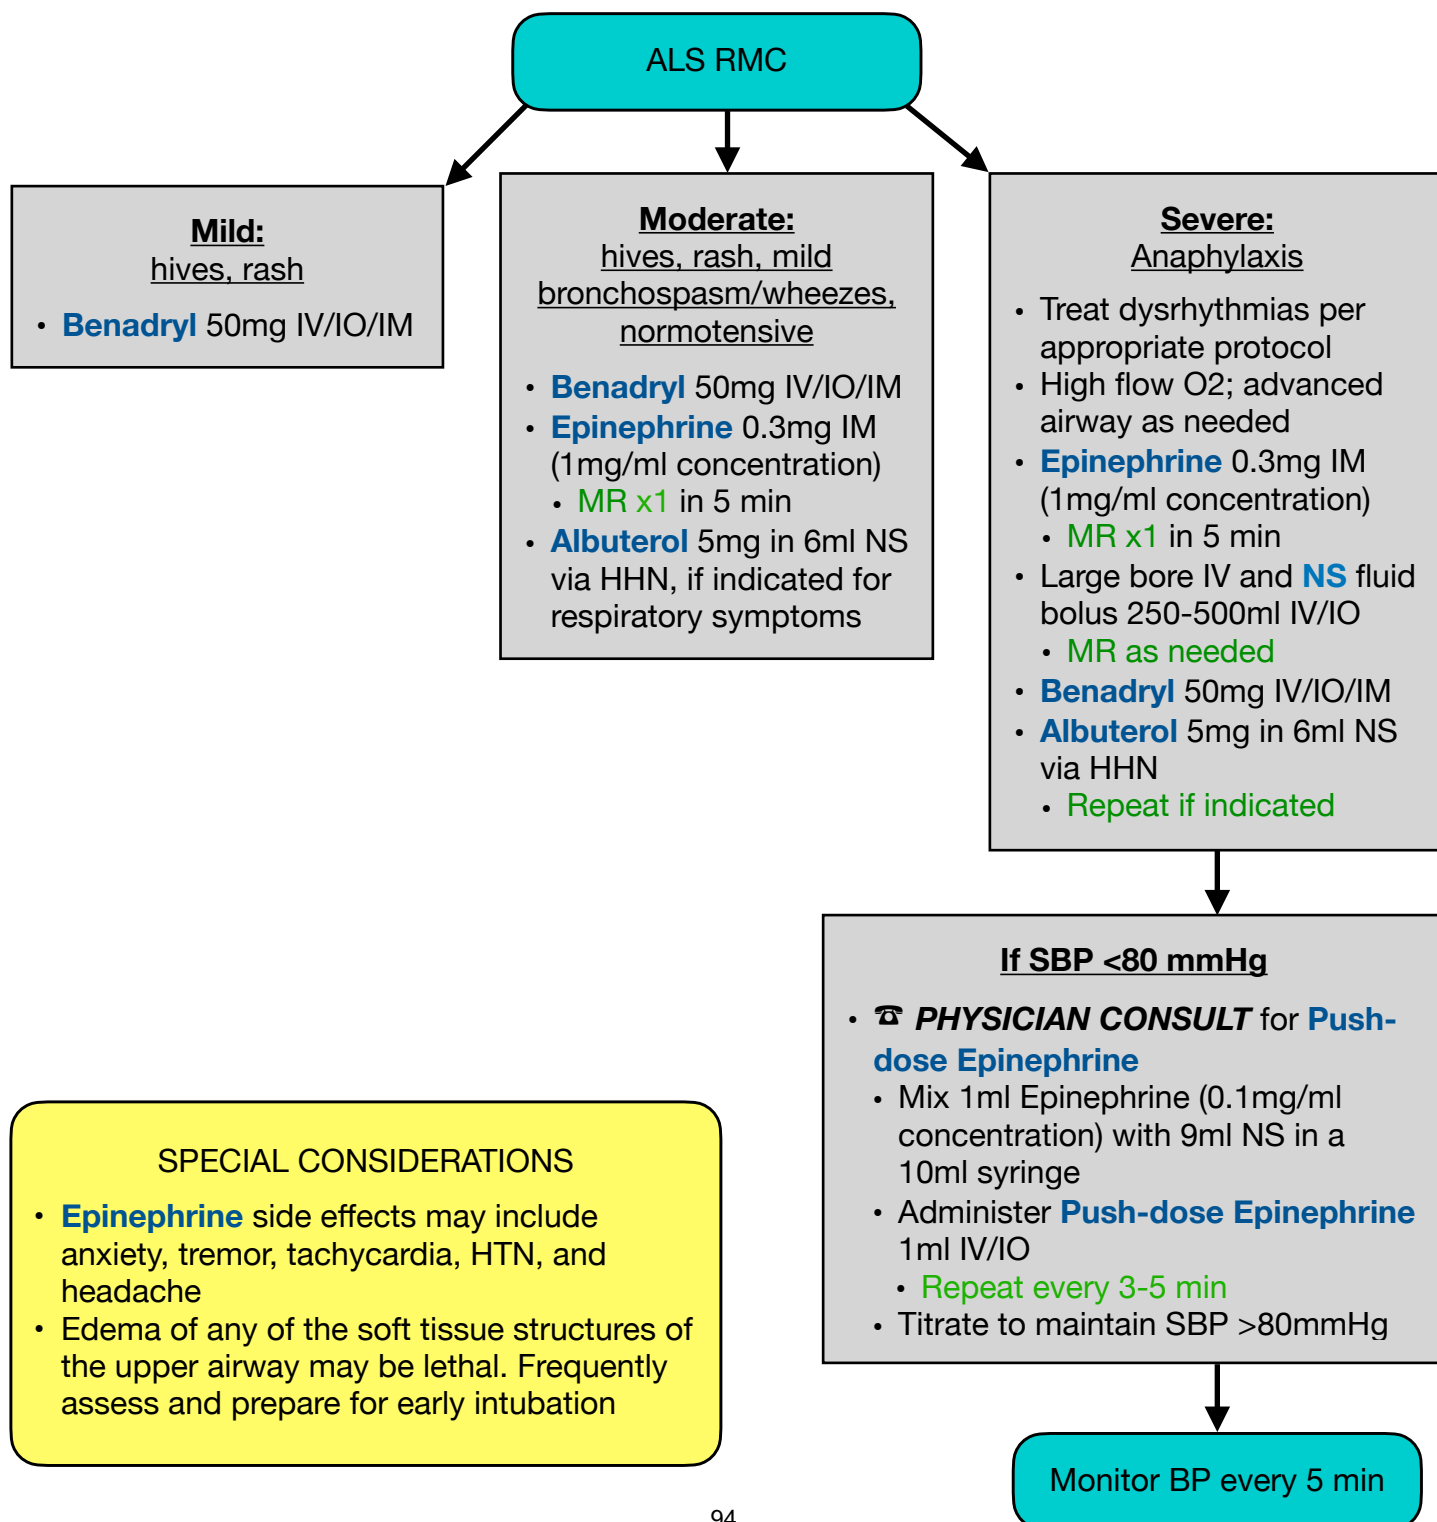 ALS RMC
Mild:
hives, rash
• Benadryl 50mg IV/IO/IM
Moderate:
hives, rash, mild
bronchospasm/wheezes,
normotensive
• Benadryl 50mg IV/IO/IM
• Epinephrine 0.3mg IM
(1mg/ml concentration)
• MR x1 in 5 min
• Albuterol 5mg in 6ml NS
via HHN, if indicated for
respiratory symptoms
Severe:
Anaphylaxis
• Treat dysrhythmias per
appropriate protocol
• High flow O2; advanced
airway as needed
• Epinephrine 0.3mg IM
(1mg/ml concentration)
• MR x1 in 5 min
• Large bore IV and NS fluid
bolus 250-500ml IV/IO
• MR as needed
• Benadryl 50mg IV/IO/IM
• Albuterol 5mg in 6ml NS
via HHN
• Repeat if indicated
If SBP <80 mmHg
• ☎ PHYSICIAN CONSULT for Push-
dose Epinephrine
• Mix 1ml Epinephrine (0.1mg/ml
concentration) with 9ml NS in a
10ml syringe
• Administer Push-dose Epinephrine
1ml IV/IO
• Repeat every 3-5 min
• Titrate to maintain SBP >80mmHg
SPECIAL CONSIDERATIONS
• Epinephrine side effects may include
anxiety, tremor, tachycardia, HTN, and
headache
• Edema of any of the soft tissue structures of
the upper airway may be lethal. Frequently
assess and prepare for early intubation
Monitor BP every 5 min
94